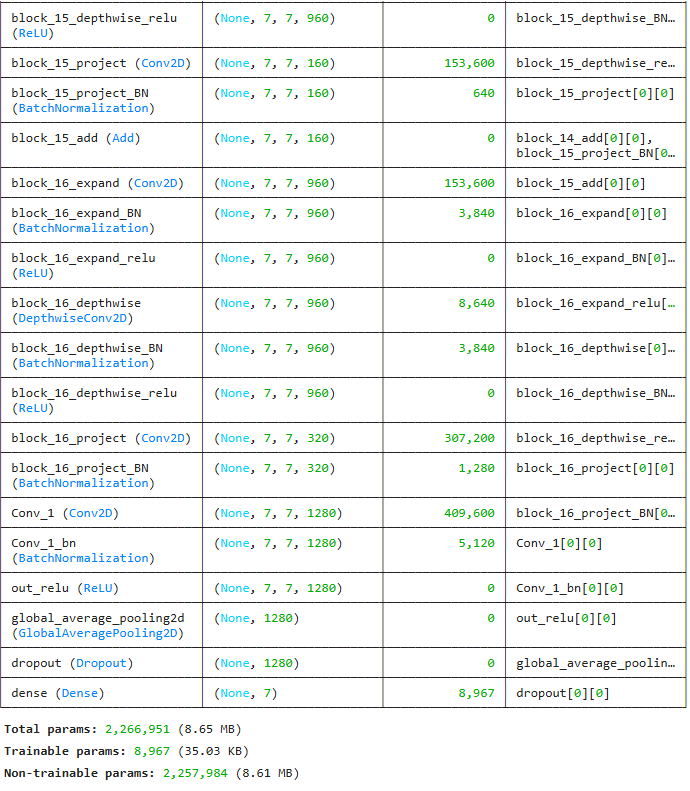 block_15_depthwise_relu (None, 7, 7, 960) 0 block_15_depthwise_BN…
(ReLU)
block_15_project (Conv2D) (None, 7, 7, 160) 153,600 block_15_depthwise_re…
block_15_project_BN (None, 7, 7, 160) 640 block_15_project[0][0]
(BatchNormalization)
block_15_add (Add) (None, 7, 7, 160) 0 block_14_add[0][0],
block_15_project_BN[0…
block_16_expand (Conv2D) (None, 7, 7, 960) 153,600 block_15_add[0][0]
block_16_expand_BN (None, 7, 7, 960) 3,840 block_16_expand[0][0]
(BatchNormalization)
block_16_expand_relu (None, 7, 7, 960) 0 block_16_expand_BN[0]…
(ReLU)
block_16_depthwise (None, 7, 7, 960) 8,640 block_16_expand_relu[…
(DepthwiseConv2D)
block_16_depthwise_BN (None, 7, 7, 960) 3,840 block_16_depthwise[0]…
(BatchNormalization)
block_16_depthwise_relu (None, 7, 7, 960) 0 block_16_depthwise_BN…
(ReLU)
block_16_project (Conv2D) (None, 7, 7, 320) 307,200 block_16_depthwise_re…
block_16_project_BN (None, 7, 7, 320) 1,280 block_16_project[0][0]
(BatchNormalization)
Conv_1 (Conv2D) (None, 7, 7, 1280) 409,600 block_16_project_BN[0…
Conv_1_bn (None, 7, 7, 1280) 5,120 Conv_1[0][0]
(BatchNormalization)
out_relu (ReLU) (None, 7, 7, 1280) 0 Conv_1_bn[0][0]
global_average_pooling2d (None, 1280) 0 out_relu[0][0]
(GlobalAveragePooling2D)
dropout (Dropout) (None, 1280) 0 global_average_poolin…
dense (Dense) (None, 7) 8,967 dropout[0][0]
Total params: 2,266,951 (8.65 MB)
Trainable params: 8,967 (35.03 KB)
Non-trainable params: 2,257,984 (8.61 MB)